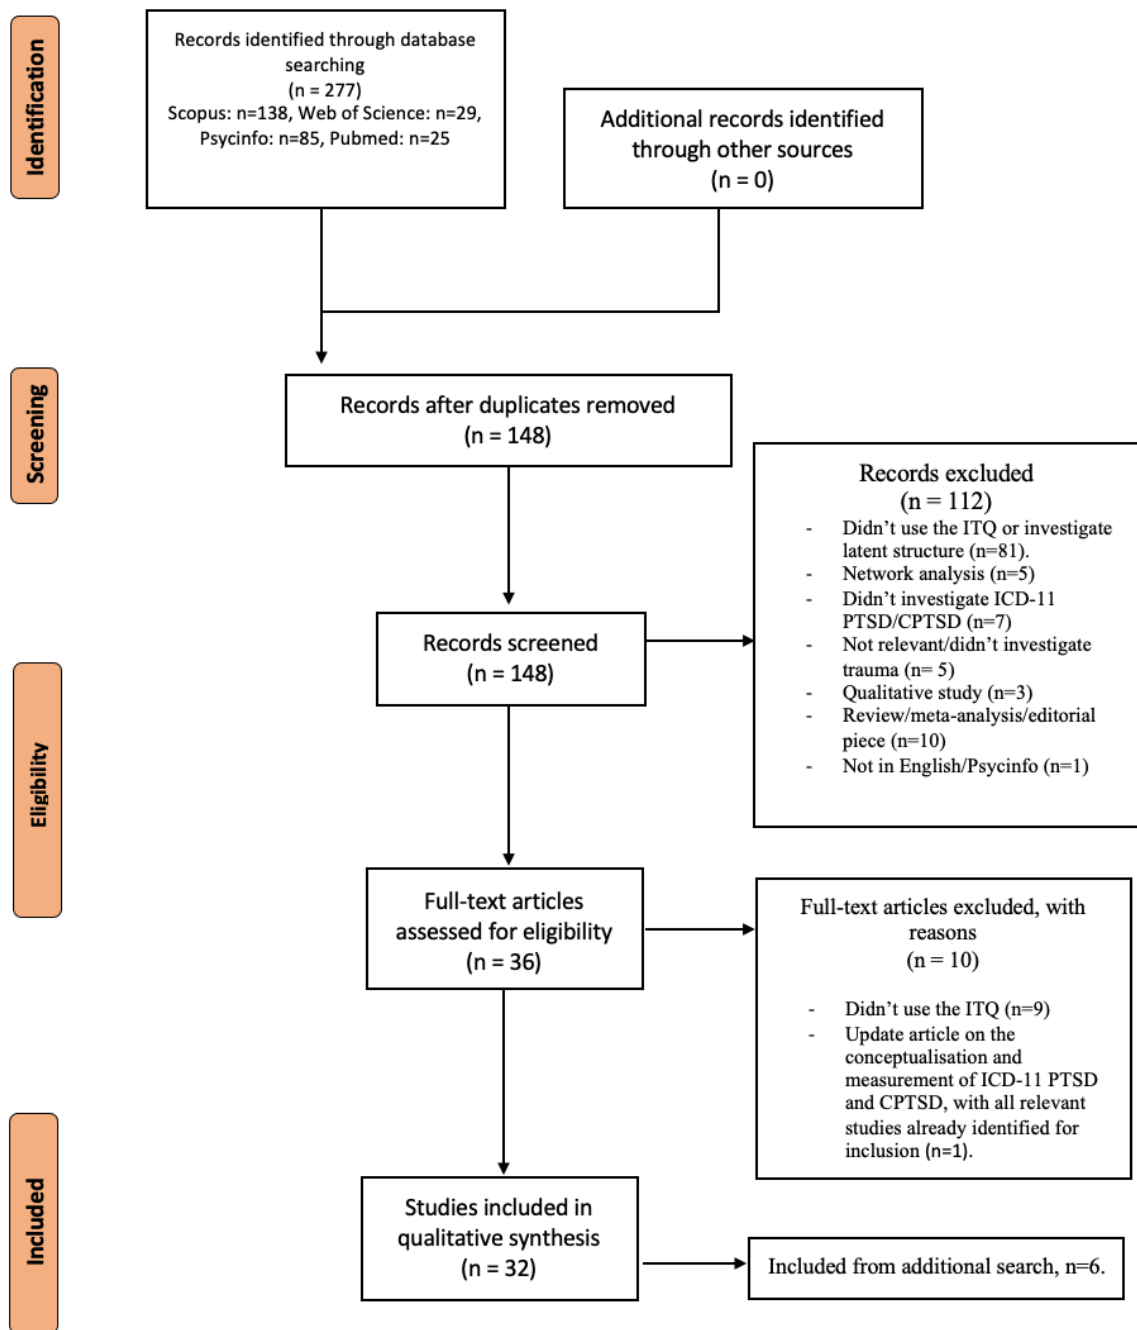 Identification
Records identified through database
searching
(n = 277)
Scopus: n=138, Web of Science: n=29,
Psycinfo: n=85, Pubmed: n=25
Additional records identified
through other sources
(n = 0)
Screening
Records after duplicates removed
(n = 148)
Records excluded
(n = 112)
- Didn’t use the ITQ or investigate
latent structure (n=81).
- Network analysis (n=5)
- Didn’t investigate ICD-11
PTSD/CPTSD (n=7)
- Not relevant/didn’t investigate
trauma (n= 5)
- Qualitative study (n=3)
- Review/meta-analysis/editorial
piece (n=10)
- Not in English/Psycinfo (n=1)
Records screened
(n = 148)
Eligibility
Full-text articles
assessed for eligibility
(n = 36)
Full-text articles excluded, with
reasons
(n = 10)
- Didn’t use the ITQ (n=9)
- Update article on the
conceptualisation and
measurement of ICD-11 PTSD
and CPTSD, with all relevant
studies already identified for
inclusion (n=1).
Included
Studies included in
qualitative synthesis
(n = 32)
Included from additional search, n=6.